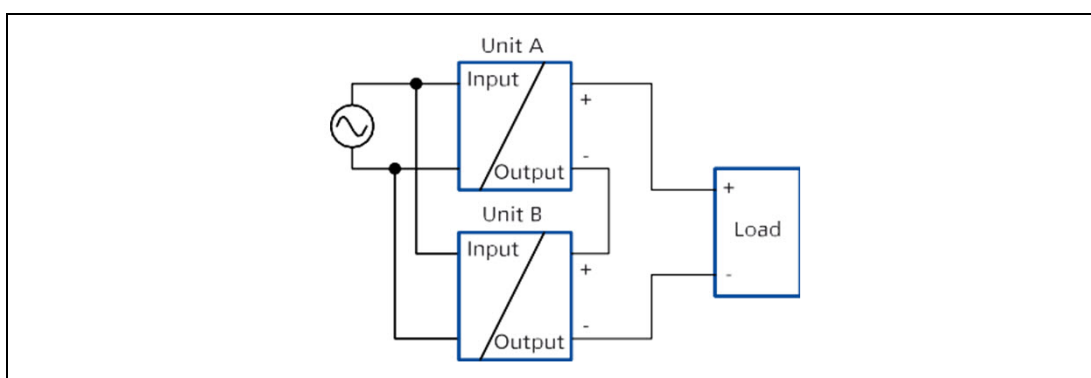 Unit A
Input
+
-
Output
Unit B
Input
+
-
Output
+
Load
-